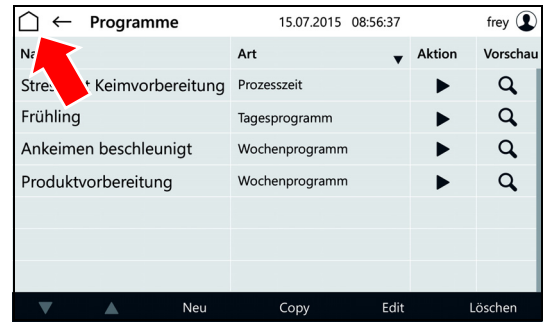 Programme 15.07.2015 08:56:37 frey
Art Aktion Vorschau
Keimvorbereitung Prozesszeit
Frühling Tagesprogramm
Ankeimen beschleunigt Wochenprogramm
Produktvorbereitung Wochenprogramm
Neu Copy Edit Löschen